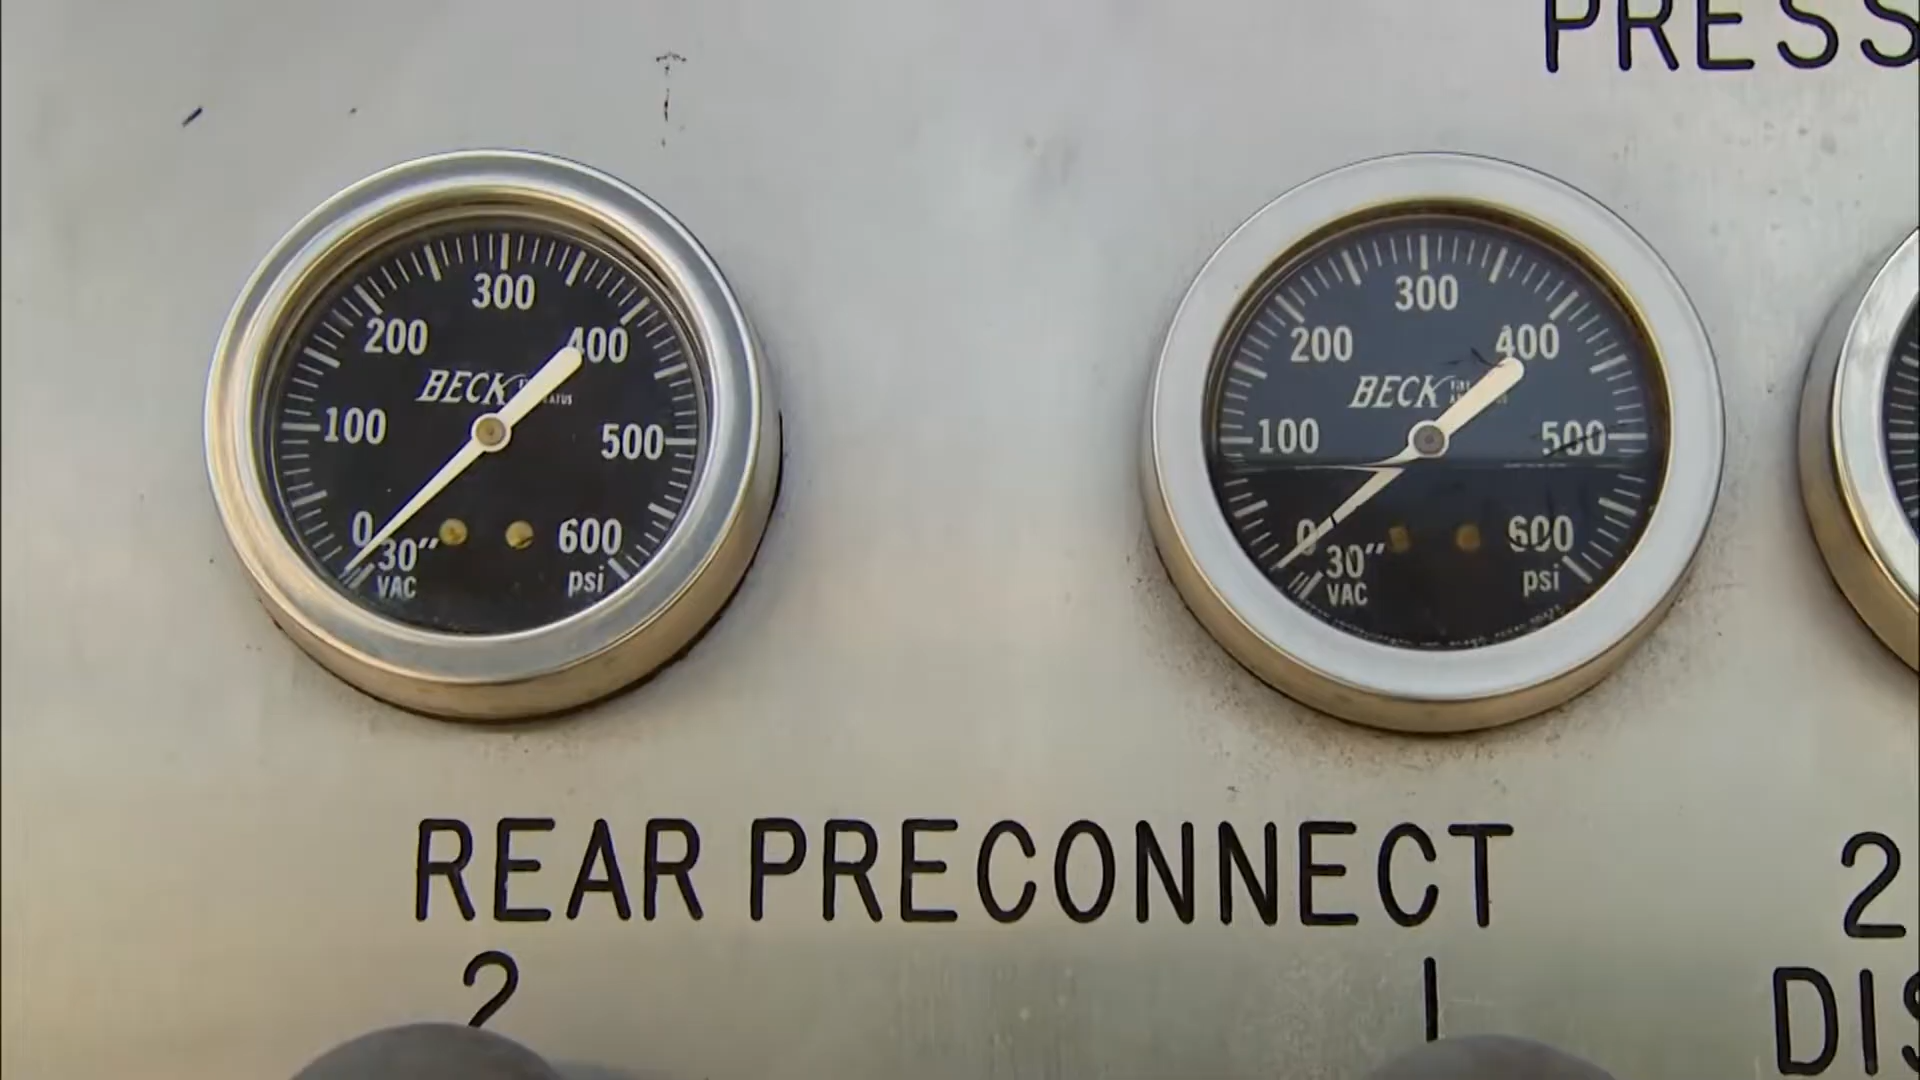 PRESS
300
200
400
BECK
100
500
0
30"
VAC
600
psi
300
200
400
BECK
100
500
0
30"
VAC
600
psi
REAR PRECONNECT
2
1
2
DIS